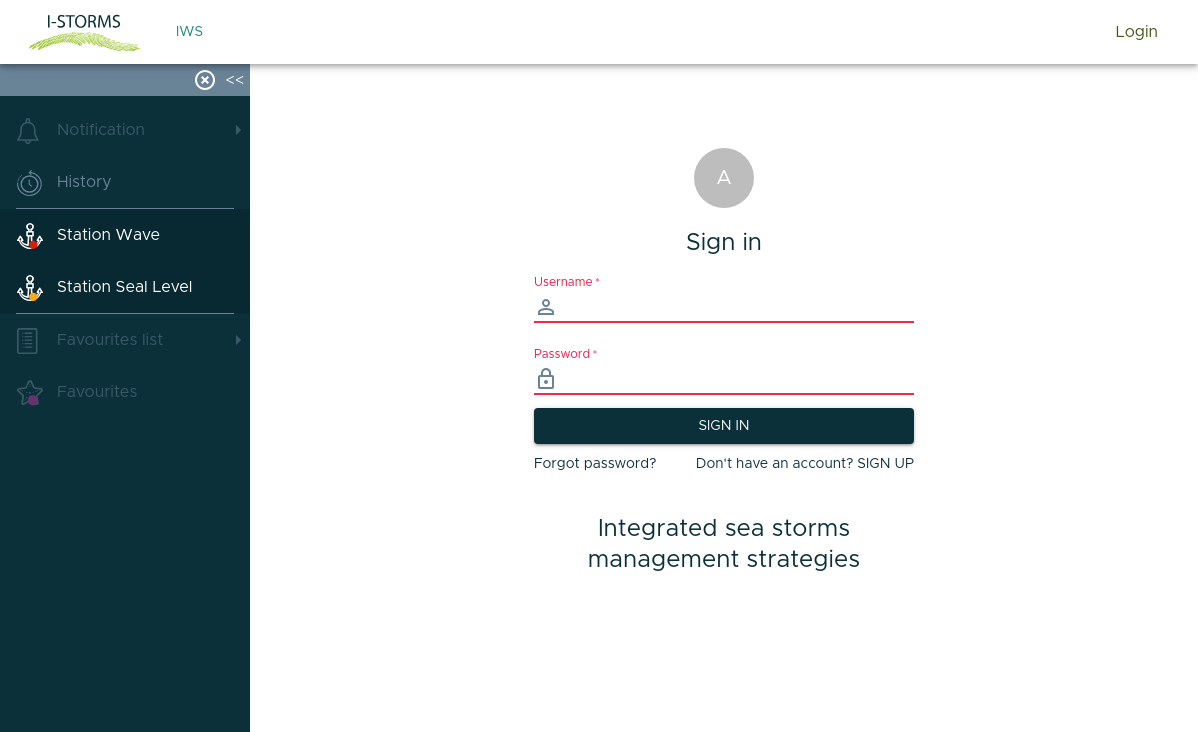 I-STORMS
IWS
Login
<<
Notification
History
Station Wave
Station Seal Level
Favourites list
Favourites
A
Sign in
Username *
Password *
SIGN IN
Forgot password?
Don't have an account? SIGN UP
Integrated sea storms
management strategies